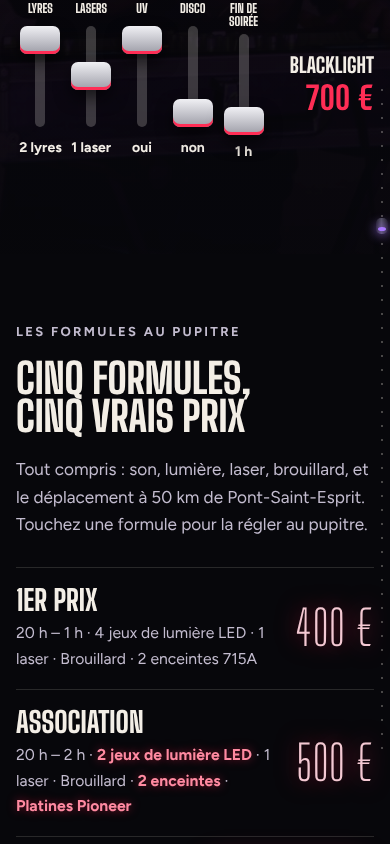 LYRES LASERS UV DISCO FIN DE SOIRÉE
BLACKLIGHT
700 €
2 lyres 1 laser oui non 1 h
LES FORMULES AU PUPITRE
CINQ FORMULES,
CINQ VRAIS PRIX
Tout compris : son, lumière, laser, brouillard, et
le déplacement à 50 km de Pont-Saint-Esprit.
Touchez une formule pour la régler au pupitre.
1ER PRIX
20 h – 1 h · 4 jeux de lumière LED · 1
laser · Brouillard · 2 enceintes 715A
400 €
ASSOCIATION
20 h – 2 h · 2 jeux de lumière LED · 1
laser · Brouillard · 2 enceintes ·
Platines Pioneer
500 €